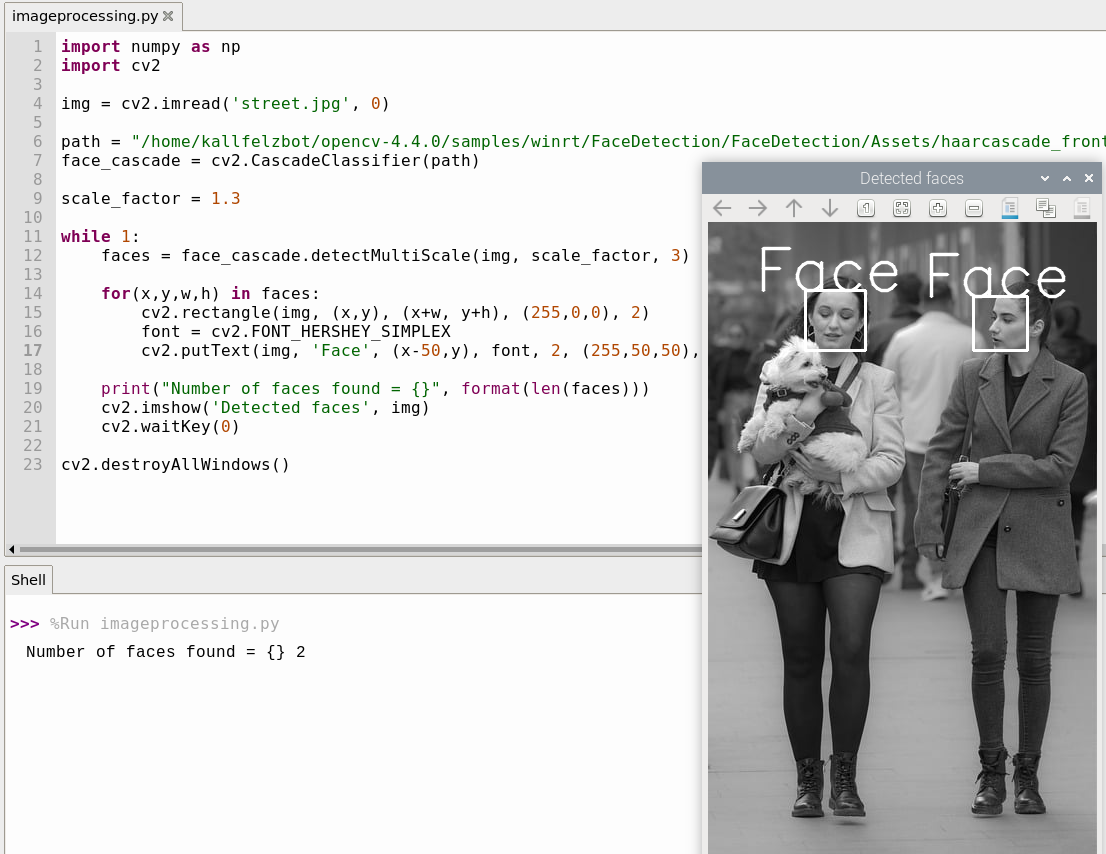 imageprocessing.py
1 import numpy as np
2 import cv2
3
4 img = cv2.imread('street.jpg', 0)
5
6 path = "/home/kallfelzbot/opencv-4.4.0/samples/winrt/FaceDetection/FaceDetection/Assets/haarcascade_front
7 face_cascade = cv2.CascadeClassifier(path)
8
9 scale_factor = 1.3
10
11 while 1:
12 faces = face_cascade.detectMultiScale(img, scale_factor, 3)
13
14 for(x,y,w,h) in faces:
15 cv2.rectangle(img, (x,y), (x+w, y+h), (255,0,0), 2)
16 font = cv2.FONT_HERSHEY_SIMPLEX
17 cv2.putText(img, 'Face', (x-50,y), font, 2, (255,50,50),
18
19 print("Number of faces found = {}", format(len(faces)))
20 cv2.imshow('Detected faces', img)
21 cv2.waitKey(0)
22
23 cv2.destroyAllWindows()
Detected faces
1
Face Face
Shell
>>> %Run imageprocessing.py
Number of faces found = {} 2